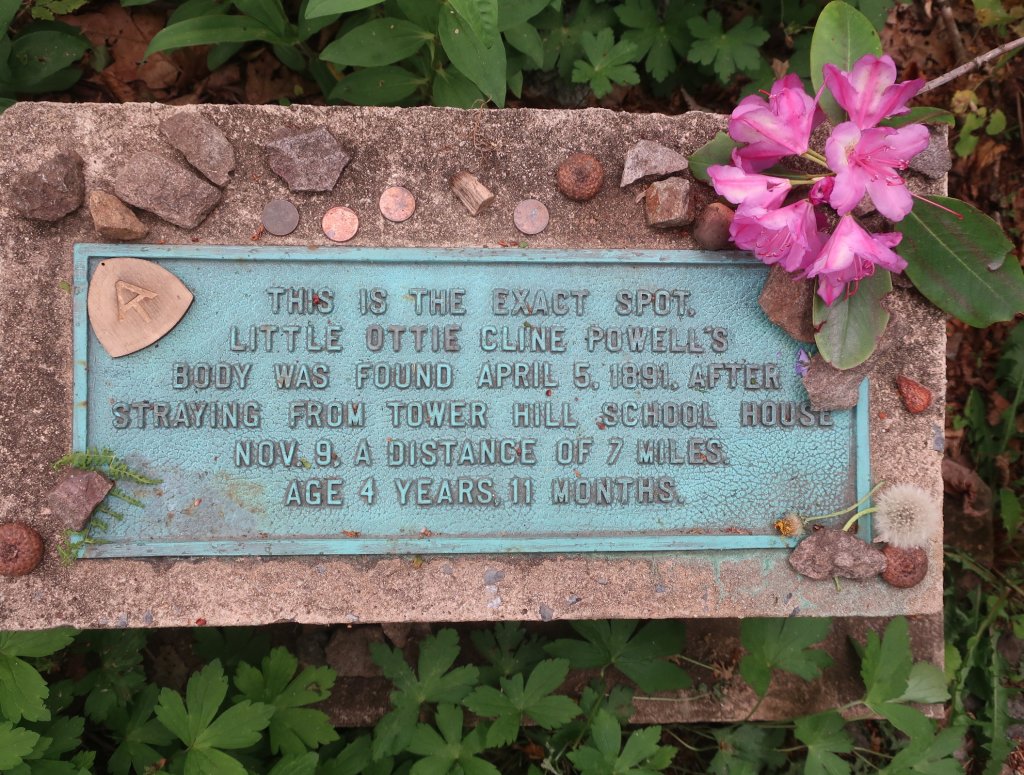 THIS IS THE EXACT SPOT.
LITTLE OTTIE CLINE POWELL'S
BODY WAS FOUND APRIL 5, 1891, AFTER
STRAYING FROM TOWER HILL SCHOOL HOUSE
NOV. 9, A DISTANCE OF 7 MILES.
AGE 4 YEARS, 11 MONTHS.